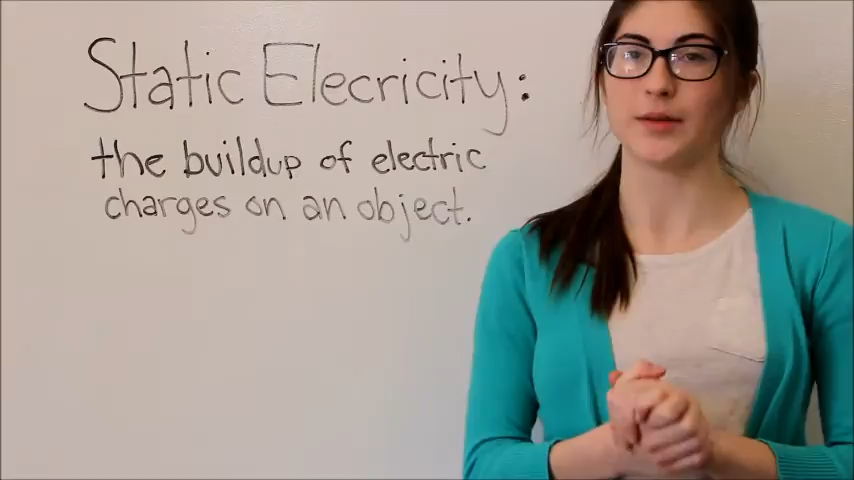 Static Elecricity:
the buildup of electric
charges on an object.